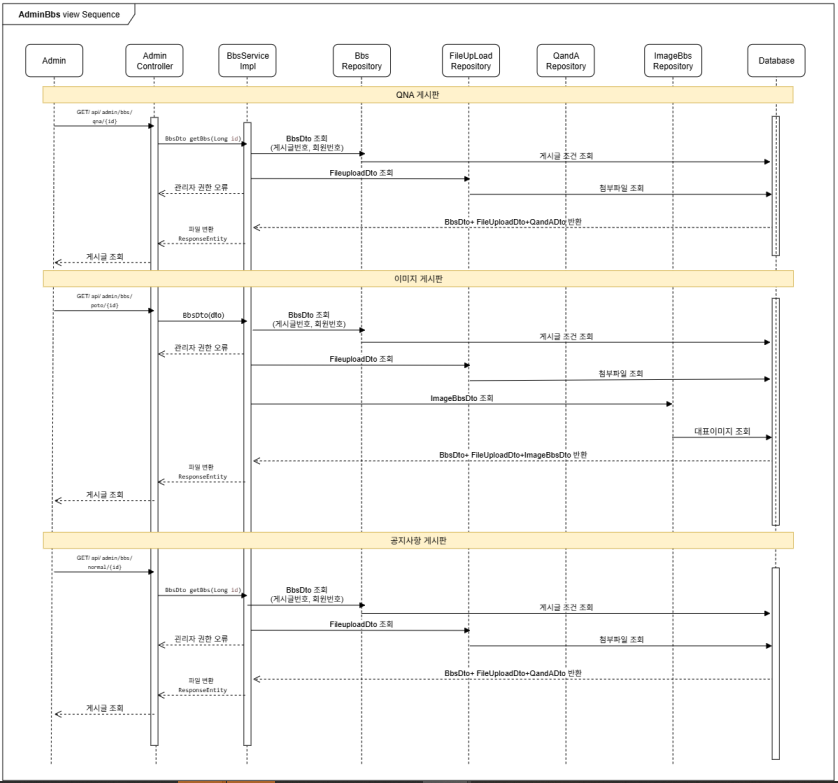 AdminBbs view Sequence
Admin
Admin
Controller
BbsService
Impl
Bbs
Repository
FileUpLoad
Repository
QandA
Repository
ImageBbs
Repository
Database
QNA 게시판
GET/ api/ admin/bbs/
qna/{id}
BbsDto getBbs(Long id)
BbsDto 조회
(게시글번호, 회원번호)
게시글 조건 조회
FileuploadDto 조회
관리자 권한 오류
첨부파일 조회
BbsDto+ FileUploadDto+QandADto 반환
파일 변환
ResponseEntity
게시글 조회
이미지 게시판
GET/ api/ admin/bbs/
poto/{id}
BbsDto(dto)
BbsDto 조회
(게시글번호, 회원번호)
게시글 조건 조회
관리자 권한 오류
FileuploadDto 조회
첨부파일 조회
ImageBbsDto 조회
대표이미지 조회
BbsDto+ FileUploadDto+ImageBbsDto 반환
파일 변환
ResponseEntity
게시글 조회
공지사항 게시판
GET/ api/ admin/bbs/
normal/{id}
BbsDto getBbs(Long id)
BbsDto 조회
(게시글번호, 회원번호)
게시글 조건 조회
FileuploadDto 조회
관리자 권한 오류
첨부파일 조회
BbsDto+ FileUploadDto+QandADto 반환
파일 변환
ResponseEntity
게시글 조회